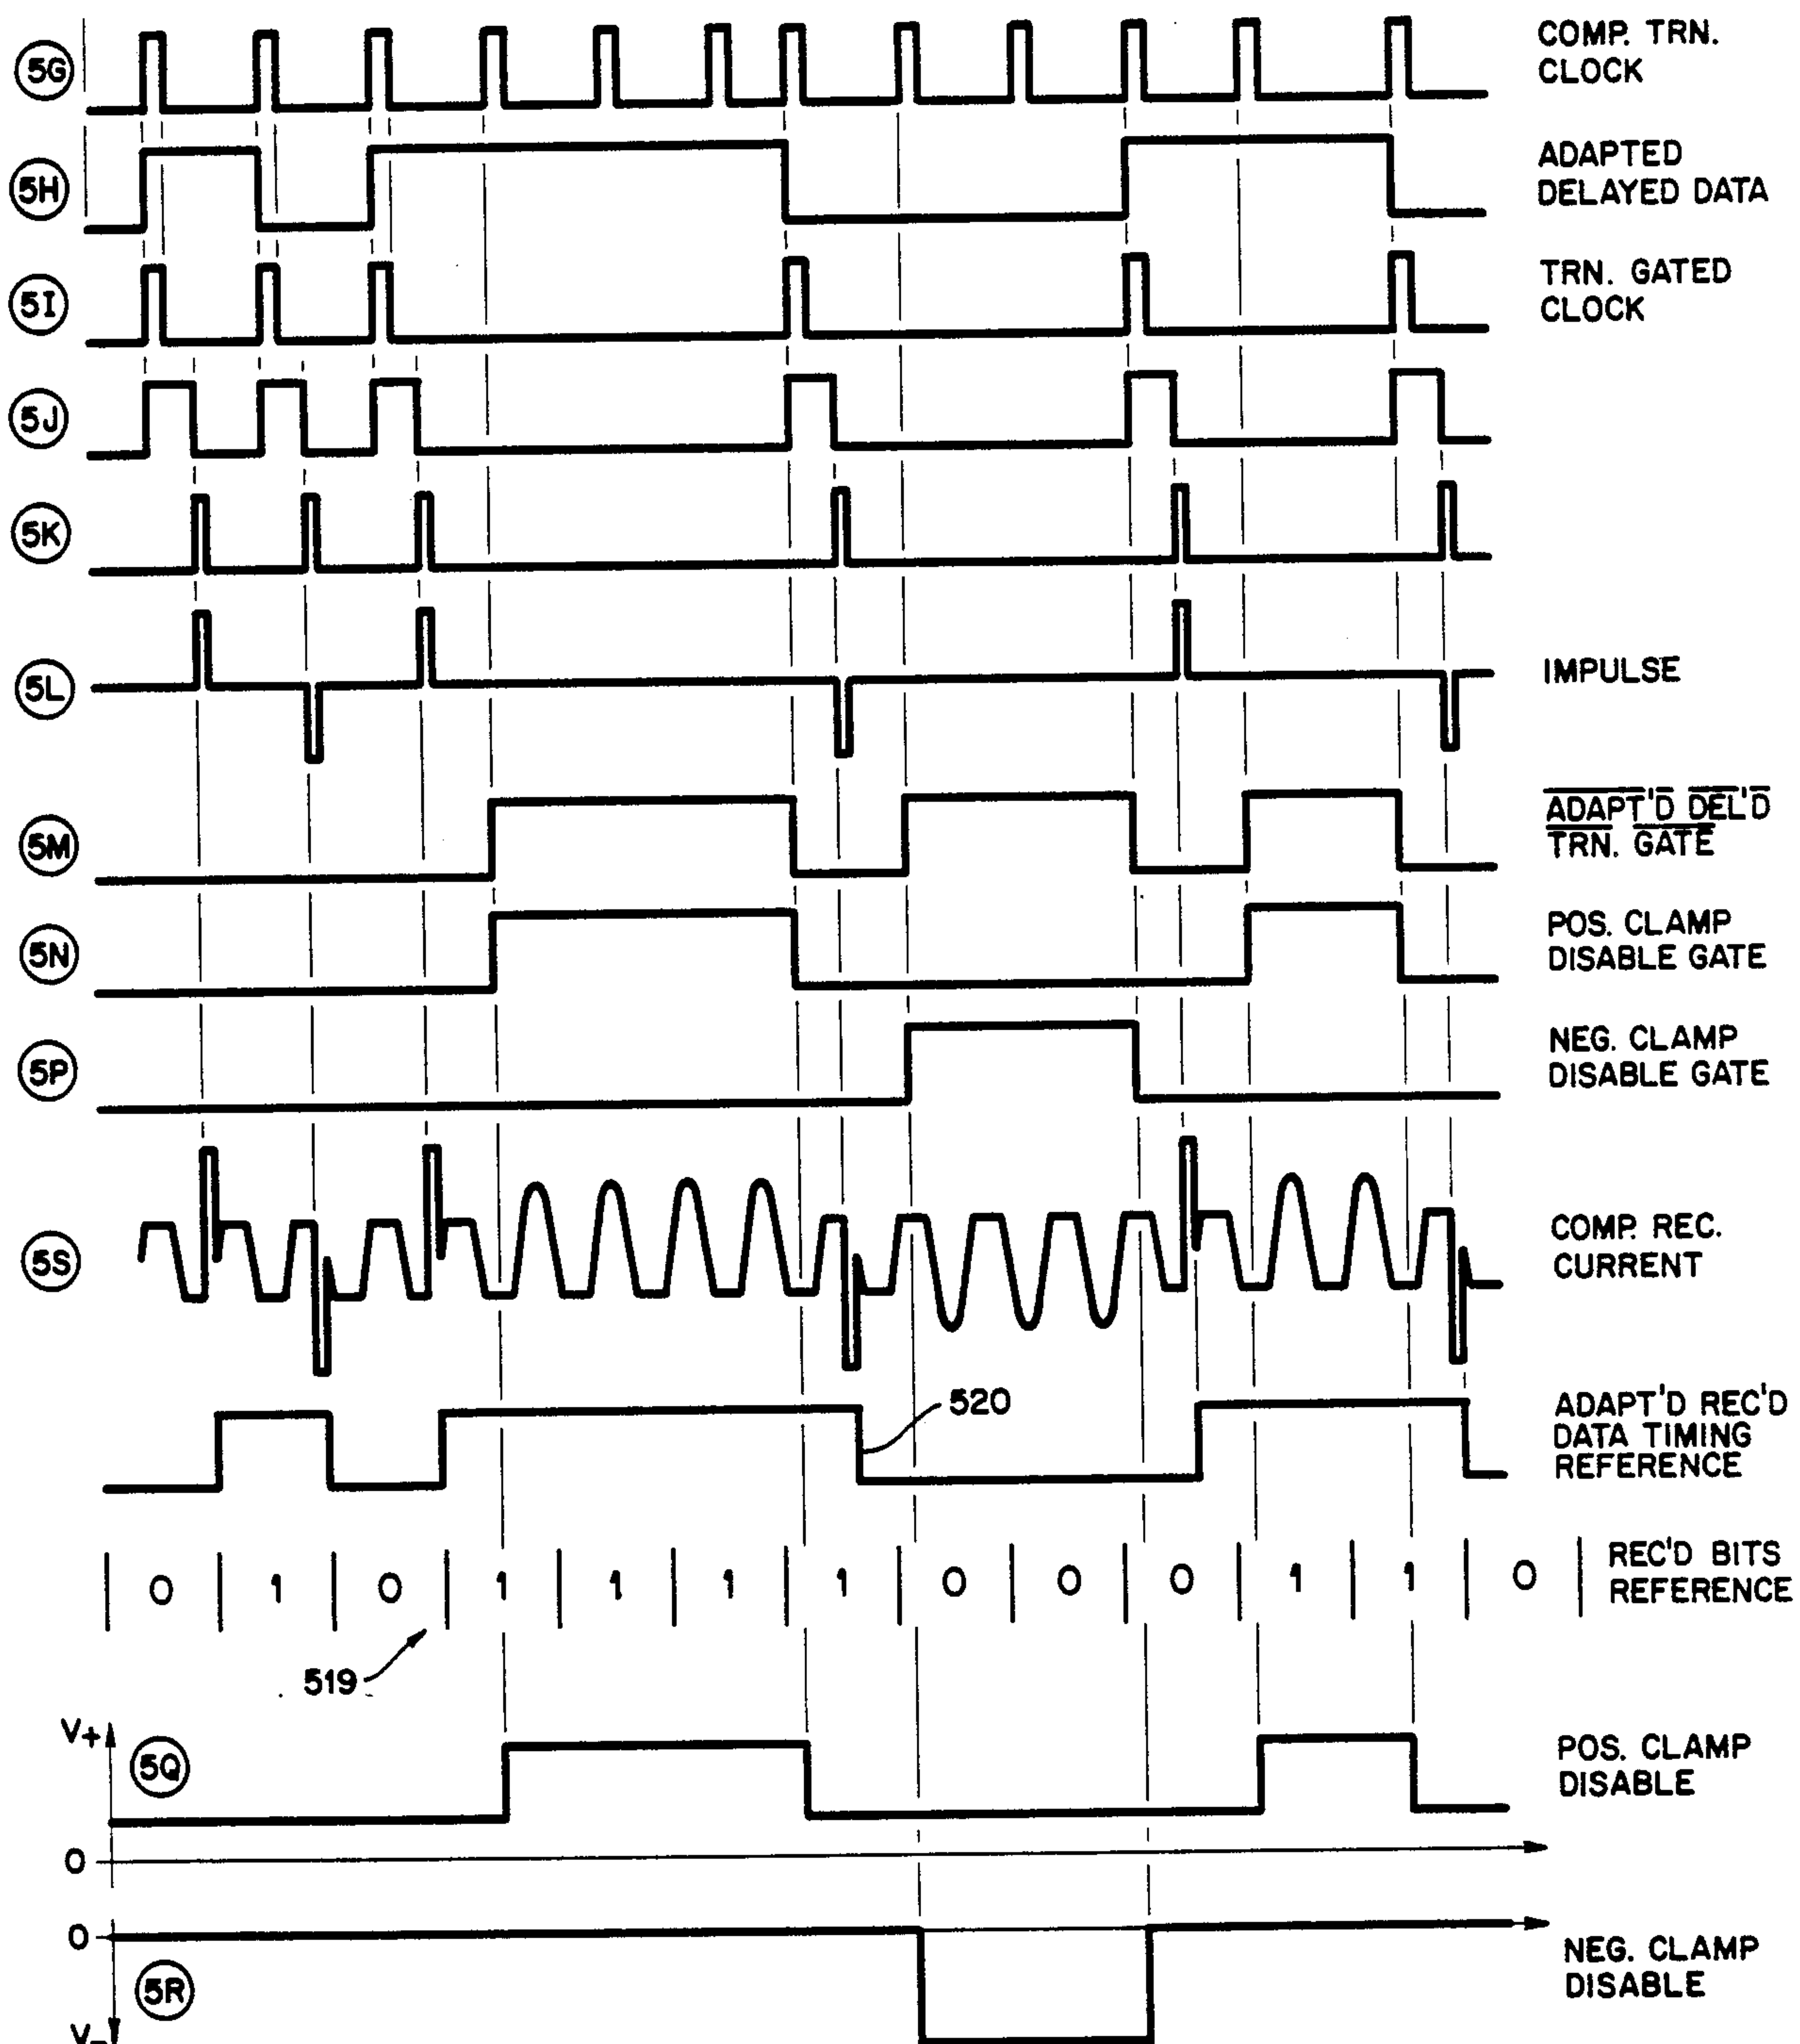 5G
COMP. TRN.
CLOCK
5H
ADAPTED
DELAYED DATA
5I
TRN. GATED
CLOCK
5J
5K
5L
IMPULSE
5M
ADAPT'D DEL'D
TRN. GATE
5N
POS. CLAMP
DISABLE GATE
5P
NEG. CLAMP
DISABLE GATE
5S
COMP. REC.
CURRENT
520
ADAPT'D REC'D
DATA TIMING
REFERENCE
0 1 0 1 1 1 1 0 0 0 1 1 0
REC'D BITS
REFERENCE
519
V+
5Q
POS. CLAMP
DISABLE
0
0
5R
NEG. CLAMP
DISABLE
V-